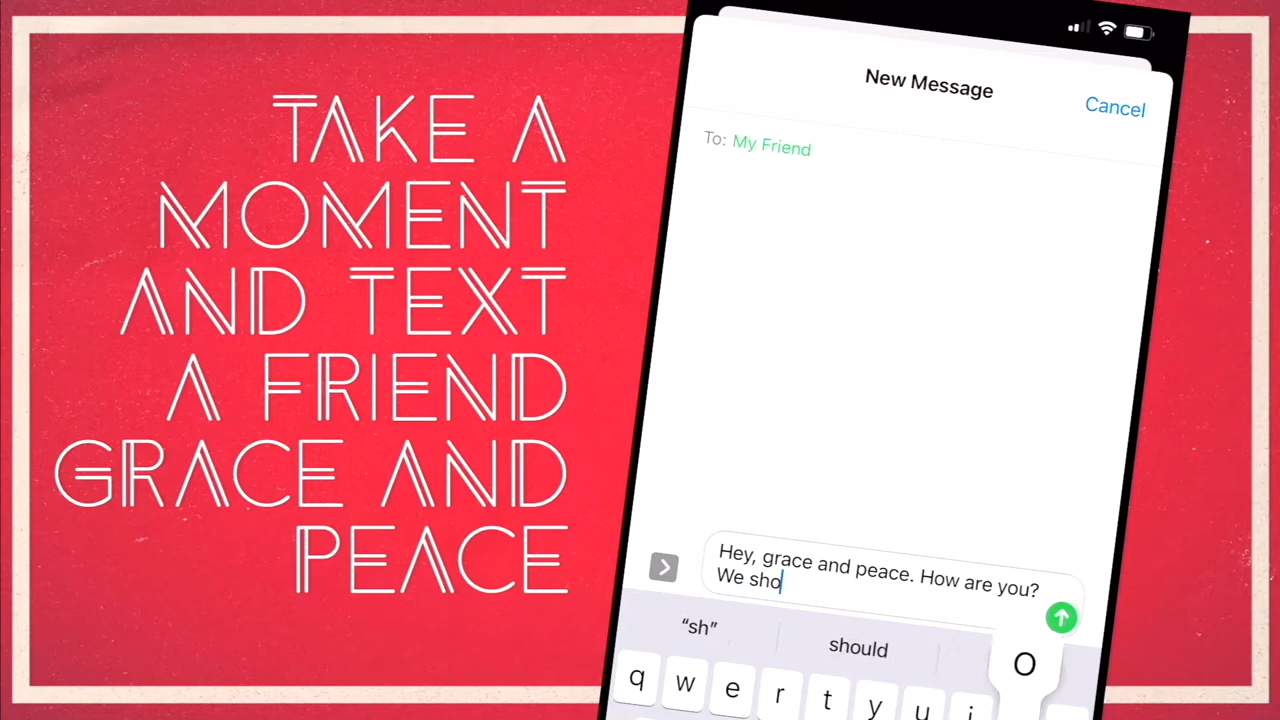 TAKE A
MOMENT
AND TEXT
A FRIEND
GRACE AND
PEACE
New Message
Cancel
To: My Friend
Hey, grace and peace. How are you?
We sho
“sh” should
O
q w e r t y u i